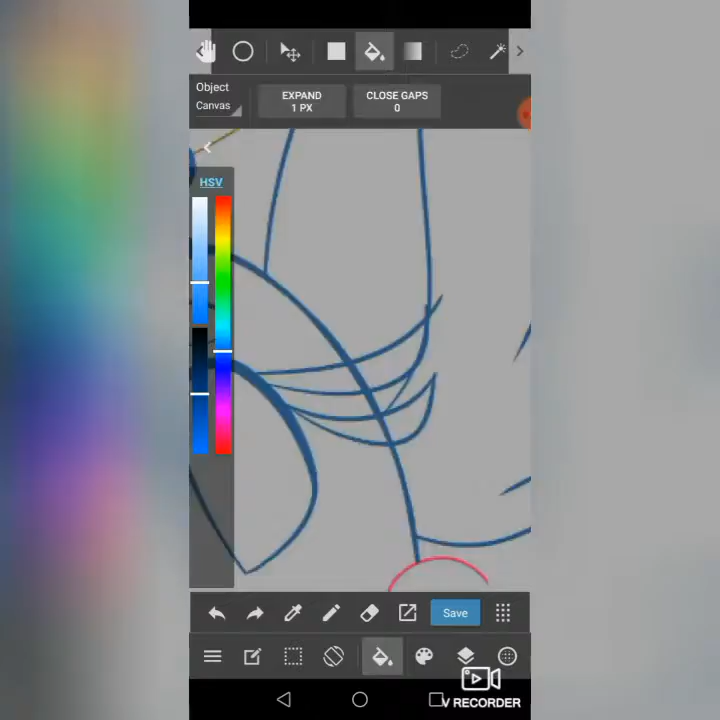 Object
Canvas
EXPAND
1 PX
CLOSE GAPS
0
HSV
Save
V RECORDER